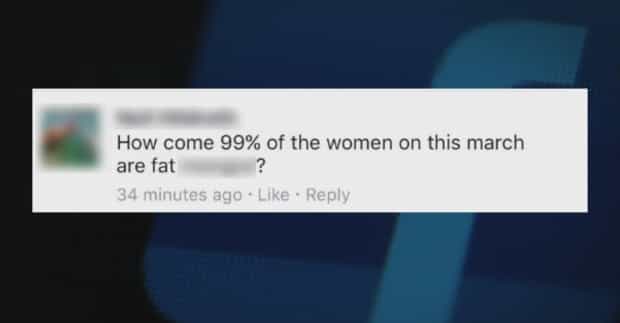 How come 99% of the women on this march
are fat ?
34 minutes ago · Like · Reply